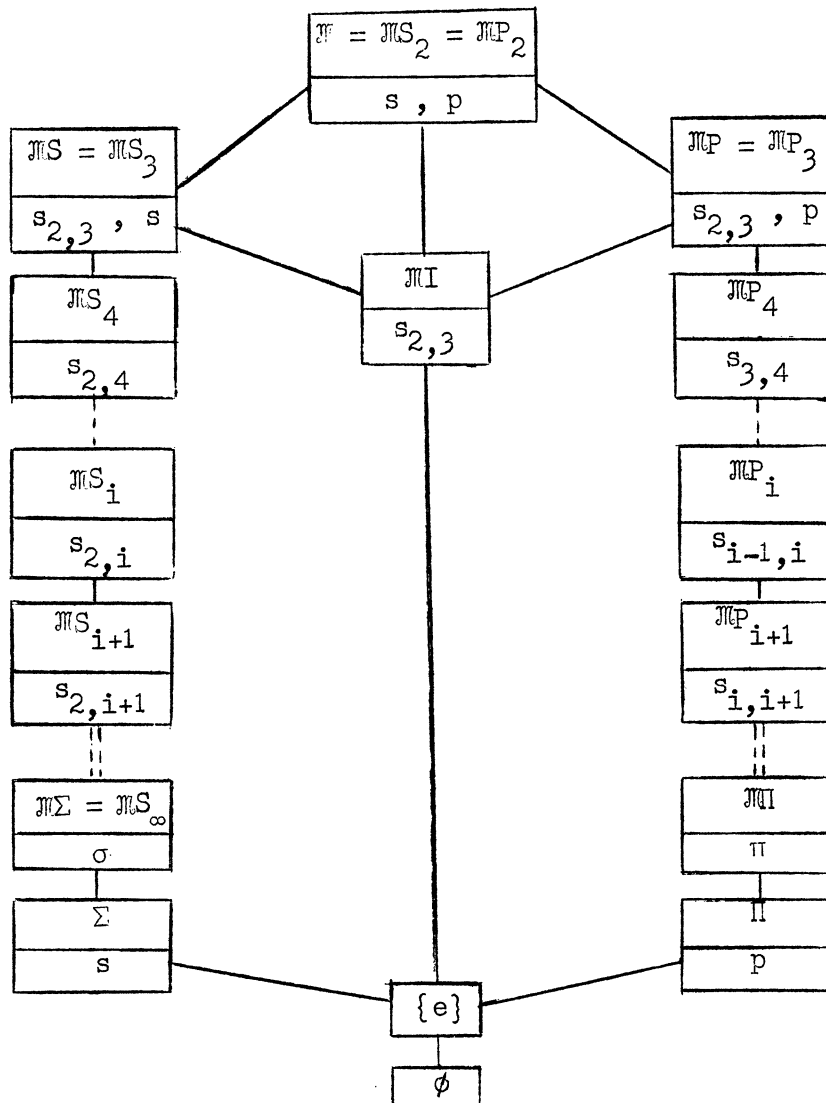 𝔐 = 𝔐S₂ = 𝔐P₂
s , p
𝔐S = 𝔐S₃
s₂,₃ , s
𝔐P = 𝔐P₃
s₂,₃ , p
𝔐I
s₂,₃
𝔐S₄
s₂,₄
𝔐P₄
s₃,₄
𝔐Sᵢ
s₂,ᵢ
𝔐Pᵢ
sᵢ₋₁,ᵢ
𝔐Sᵢ₊₁
s₂,ᵢ₊₁
𝔐Pᵢ₊₁
sᵢ,ᵢ₊₁
𝔐Σ = 𝔐S_∞
σ
𝔐Π
π
Σ
s
Π
p
{e}
ø